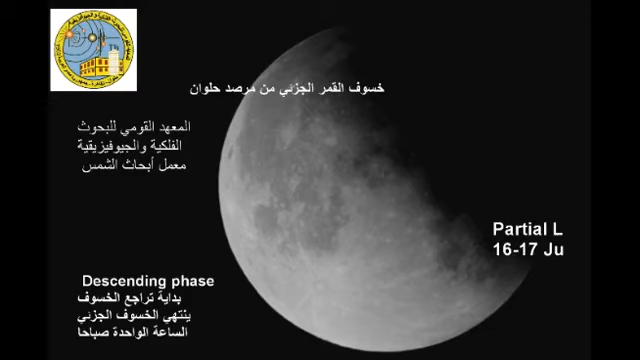 خسوف القمر الجزئي من مرصد حلوان
المعهد القومي للبحوث
الفلكية والجيوفيزيقية
معمل أبحاث الشمس
Partial L
16-17 Ju
Descending phase
بداية تراجع الخسوف
ينتهي الخسوف الجزئي
الساعة الواحدة صباحا